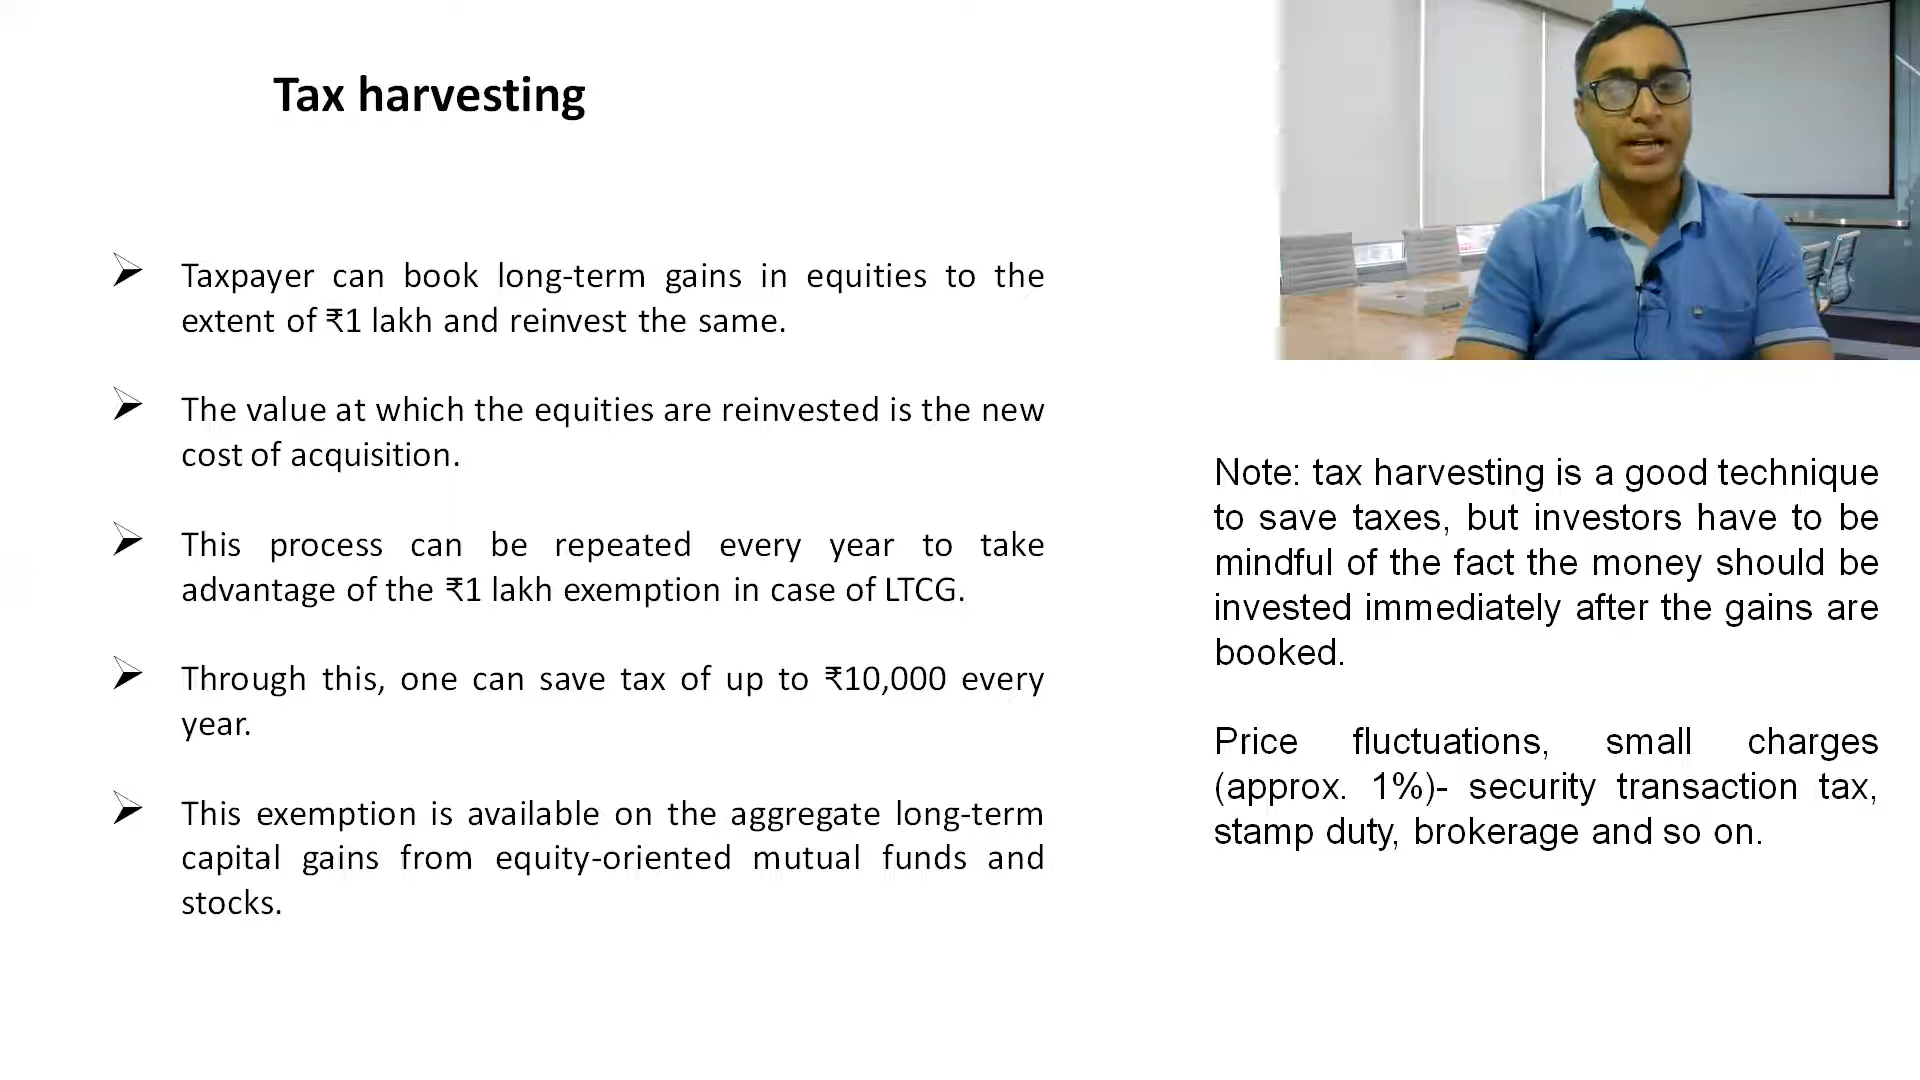 Tax harvesting
Taxpayer can book long-term gains in equities to the
extent of ₹1 lakh and reinvest the same.
The value at which the equities are reinvested is the new
cost of acquisition.
This process can be repeated every year to take
advantage of the ₹1 lakh exemption in case of LTCG.
Through this, one can save tax of up to ₹10,000 every
year.
This exemption is available on the aggregate long-term
capital gains from equity-oriented mutual funds and
stocks.
Note: tax harvesting is a good technique
to save taxes, but investors have to be
mindful of the fact the money should be
invested immediately after the gains are
booked.
Price fluctuations, small charges
(approx. 1%)- security transaction tax,
stamp duty, brokerage and so on.